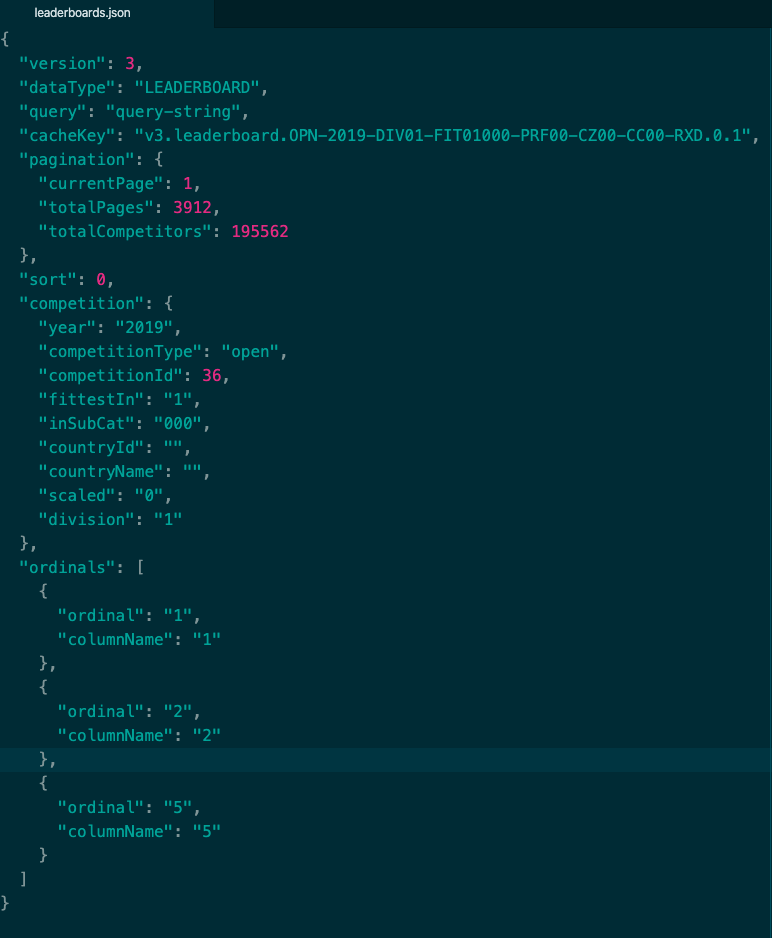 leaderboards.json
{
  "version": 3,
  "dataType": "LEADERBOARD",
  "query": "query-string",
  "cacheKey": "v3.leaderboard.OPN-2019-DIV01-FIT01000-PRF00-CZ00-CC00-RXD.0.1",
  "pagination": {
    "currentPage": 1,
    "totalPages": 3912,
    "totalCompetitors": 195562
  },
  "sort": 0,
  "competition": {
    "year": "2019",
    "competitionType": "open",
    "competitionId": 36,
    "fittestIn": "1",
    "inSubCat": "000",
    "countryId": "",
    "countryName": "",
    "scaled": "0",
    "division": "1"
  },
  "ordinals": [
    {
      "ordinal": "1",
      "columnName": "1"
    },
    {
      "ordinal": "2",
      "columnName": "2"
    },
    {
      "ordinal": "5",
      "columnName": "5"
    }
  ]
}